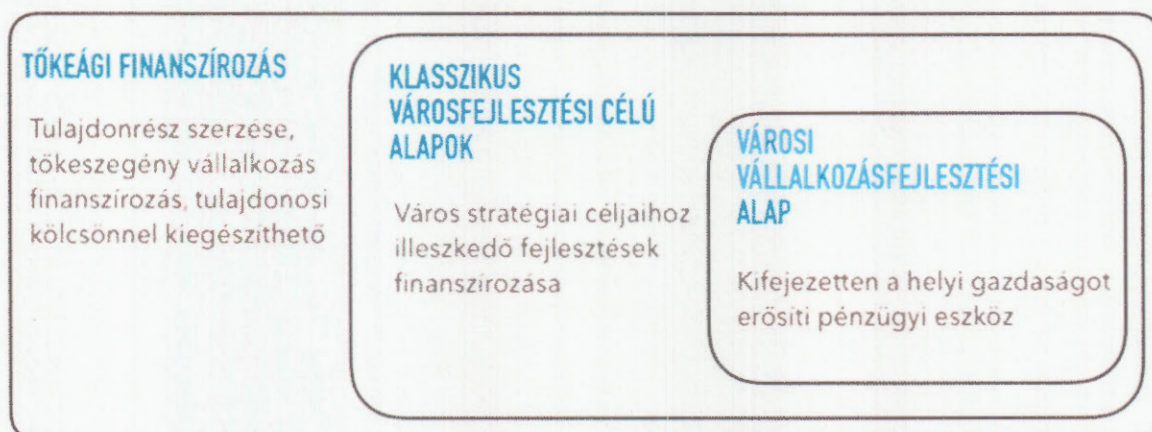 TŐKEÁGI FINANSZÍROZÁS
Tulajdonrész szerzése,
tőkeszegény vállalkozás
finanszírozás, tulajdonosi
kölcsönnel kiegészíthető
KLASSZIKUS
VÁROSFEJLESZTÉSI CÉLÚ
ALAPOK
Város stratégiai céljaihoz
illeszkedő fejlesztések
finanszírozása
VÁROSI
VÁLLALKOZÁSFEJLESZTÉSI
ALAP
Kifejezetten a helyi gazdaságot
erősíti pénzügyi eszköz